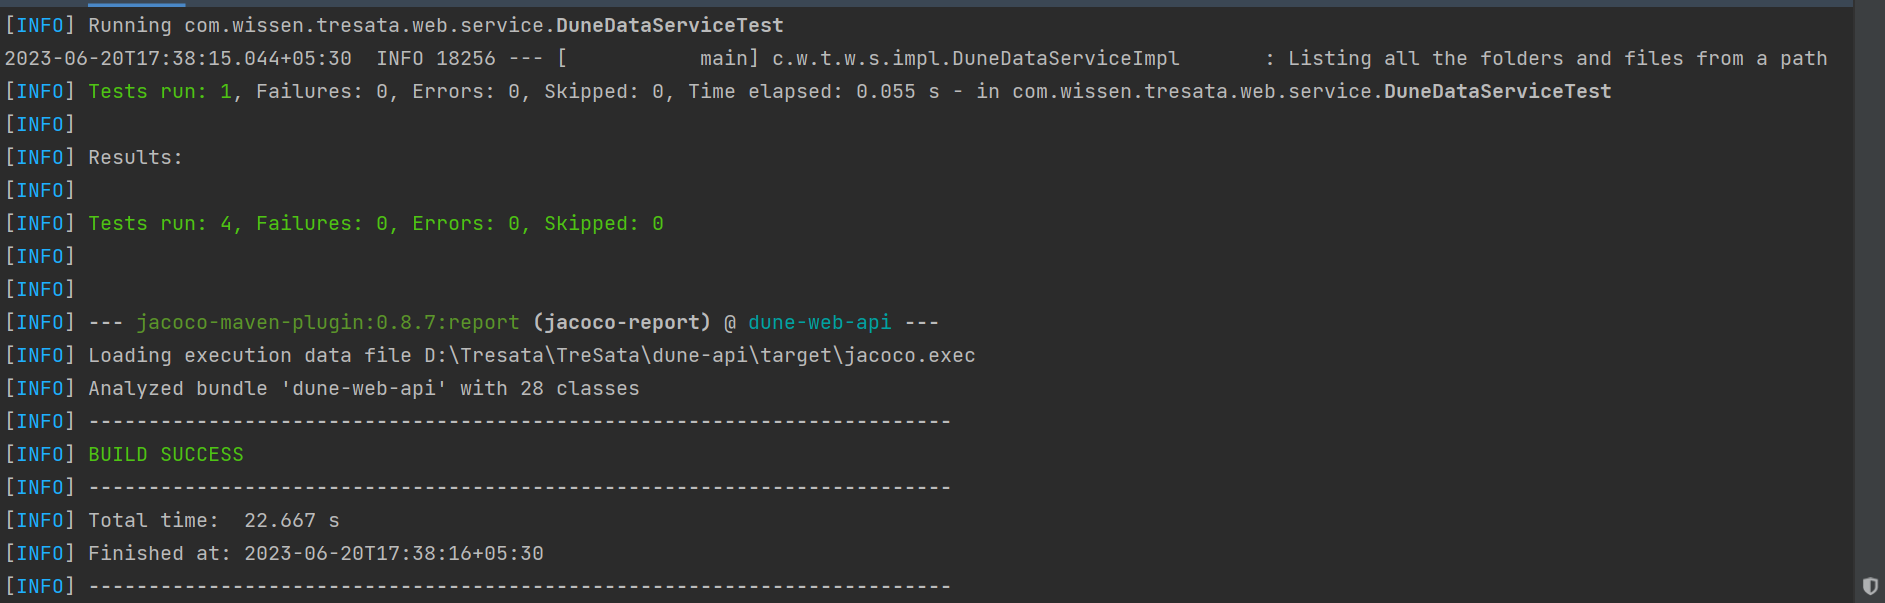 [INFO] Running com.wissen.tresata.web.service.DuneDataServiceTest
2023-06-20T17:38:15.044+05:30  INFO 18256 --- [           main] c.w.t.w.s.impl.DuneDataServiceImpl       : Listing all the folders and files from a path
[INFO] Tests run: 1, Failures: 0, Errors: 0, Skipped: 0, Time elapsed: 0.055 s - in com.wissen.tresata.web.service.DuneDataServiceTest
[INFO]
[INFO] Results:
[INFO]
[INFO] Tests run: 4, Failures: 0, Errors: 0, Skipped: 0
[INFO]
[INFO]
[INFO] --- jacoco-maven-plugin:0.8.7:report (jacoco-report) @ dune-web-api ---
[INFO] Loading execution data file D:\Tresata\TreSata\dune-api\target\jacoco.exec
[INFO] Analyzed bundle 'dune-web-api' with 28 classes
[INFO] ------------------------------------------------------------------------
[INFO] BUILD SUCCESS
[INFO] ------------------------------------------------------------------------
[INFO] Total time:  22.667 s
[INFO] Finished at: 2023-06-20T17:38:16+05:30
[INFO] ------------------------------------------------------------------------